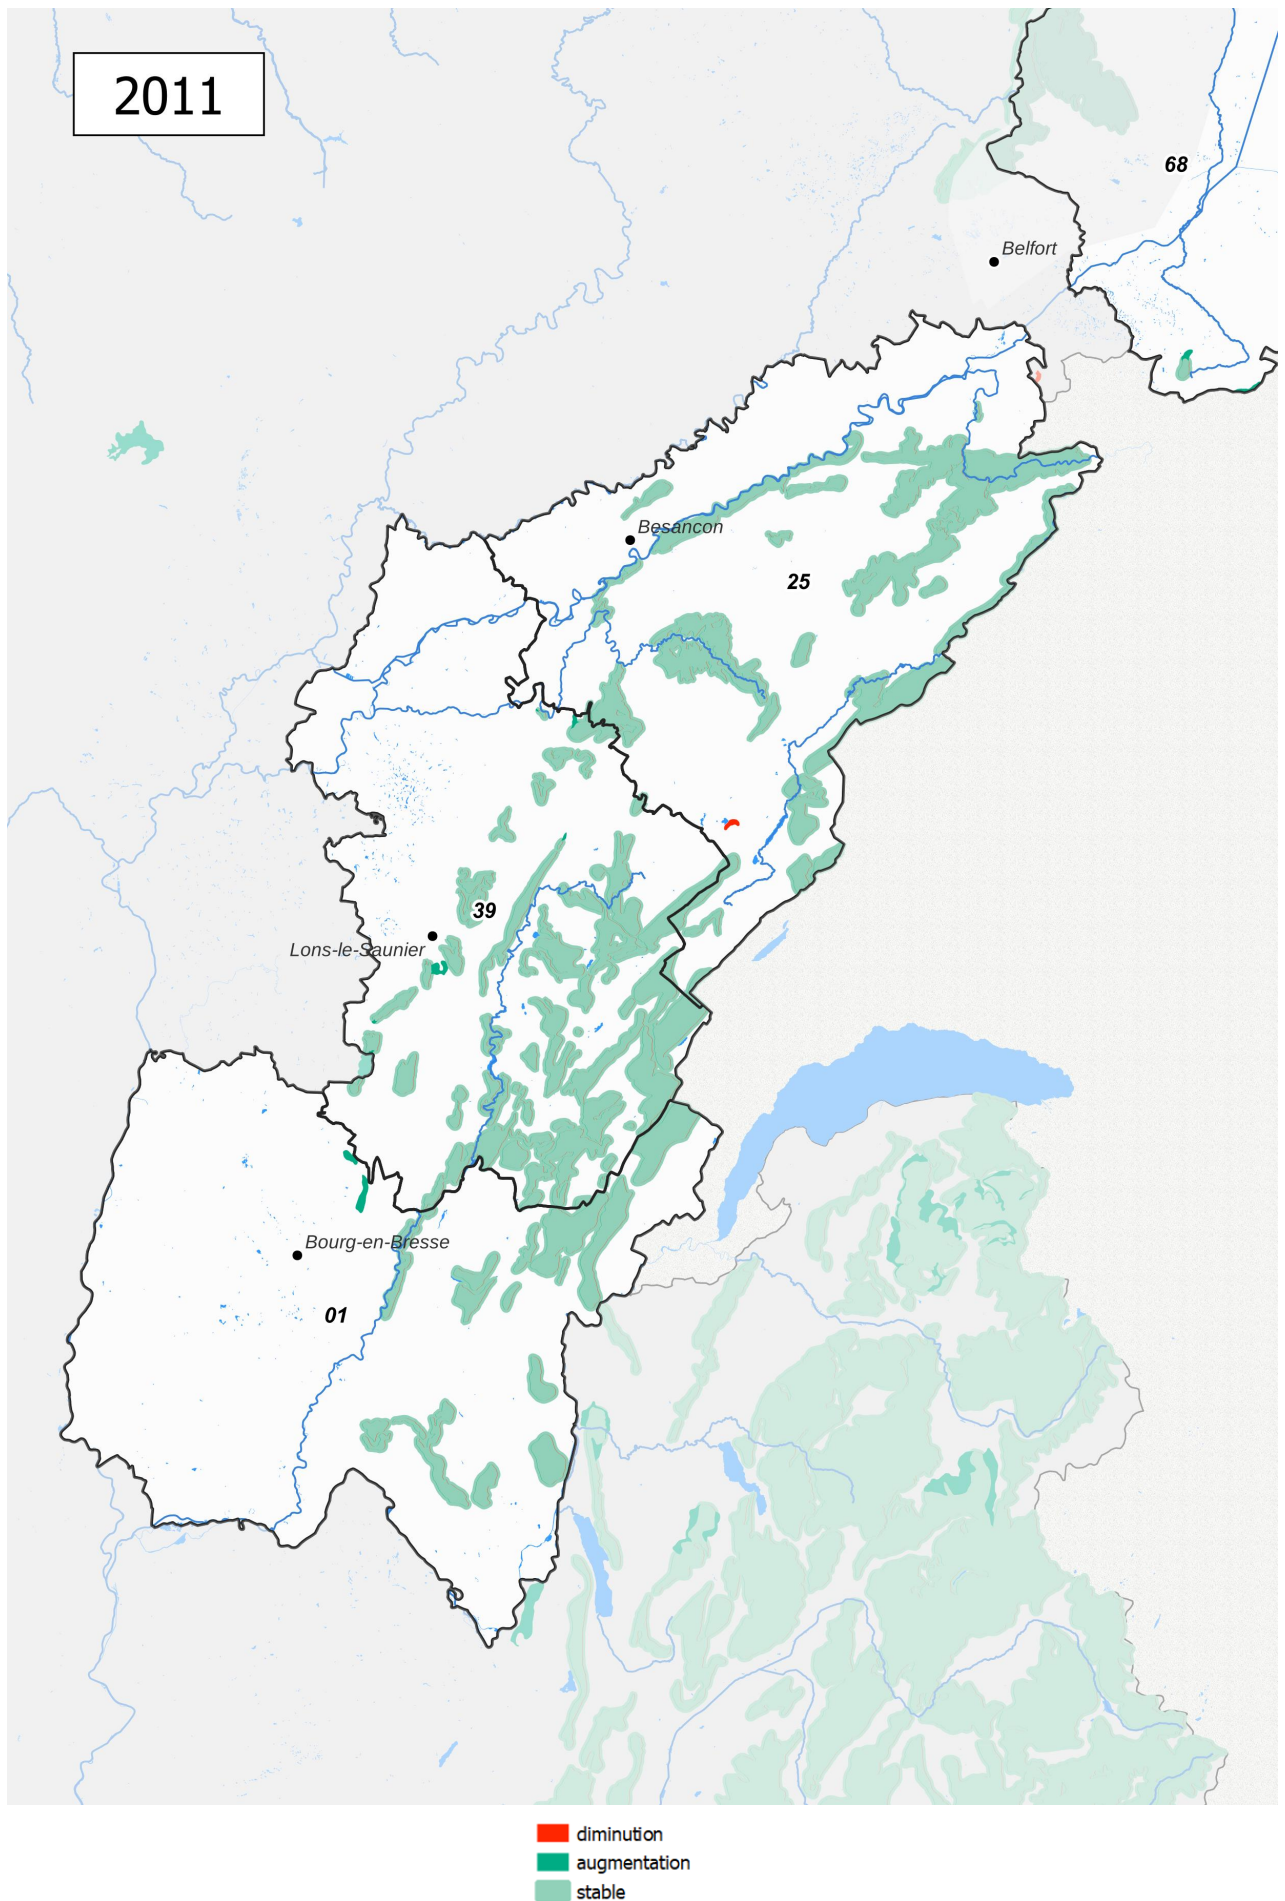 2011
68
Belfort
Besancon
25
39
Lons-le-Saunier
Bourg-en-Bresse
01
diminution
augmentation
stable